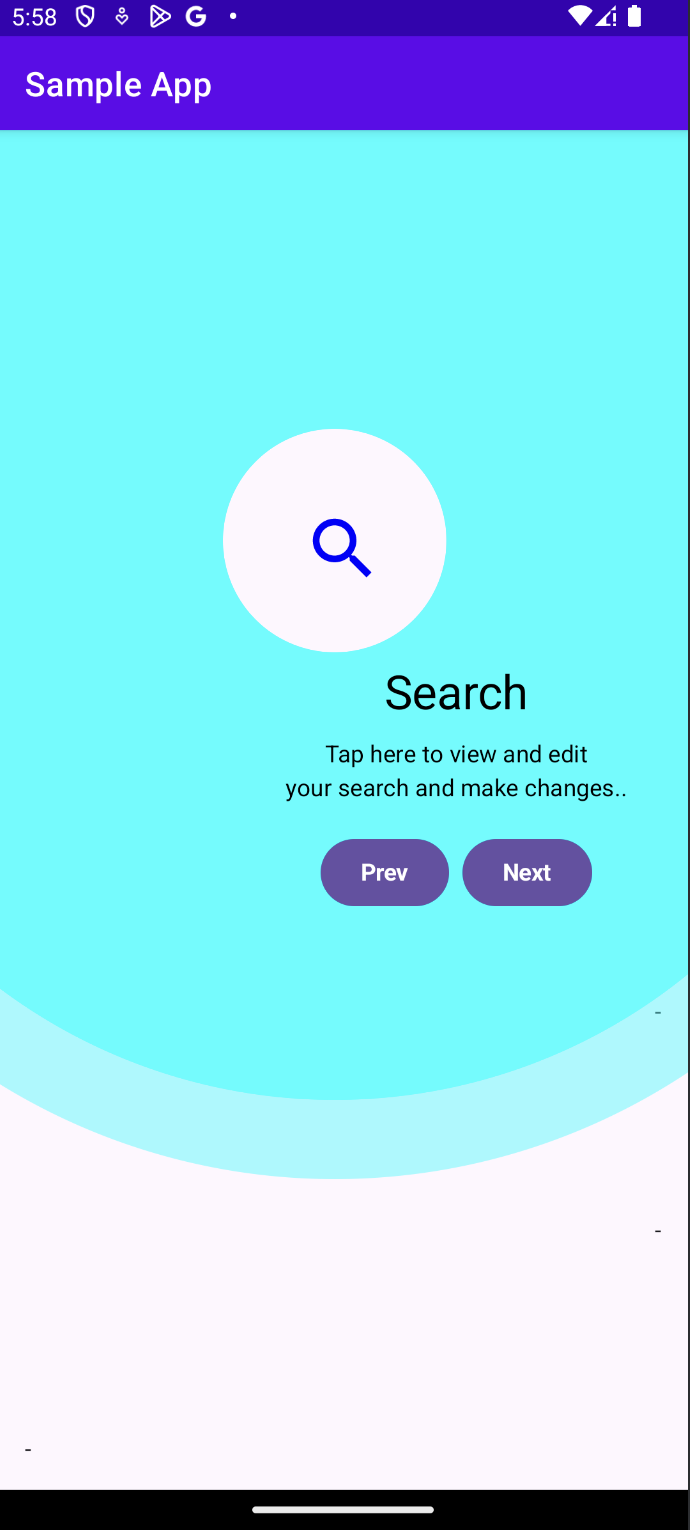 5:58
Sample App
Search
Tap here to view and edit
your search and make changes..
Prev Next
-
-
-